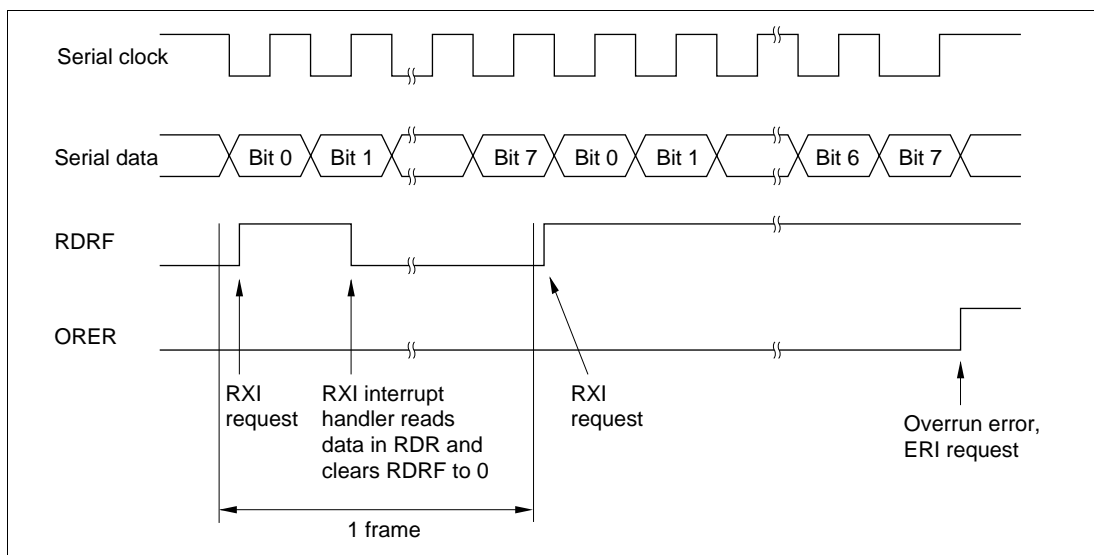 Serial clock
Serial data
Bit 0
Bit 1
Bit 7
Bit 0
Bit 1
Bit 6
Bit 7
RDRF
ORER
RXI
request
RXI interrupt
handler reads
data in RDR and
clears RDRF to 0
RXI
request
Overrun error,
ERI request
1 frame